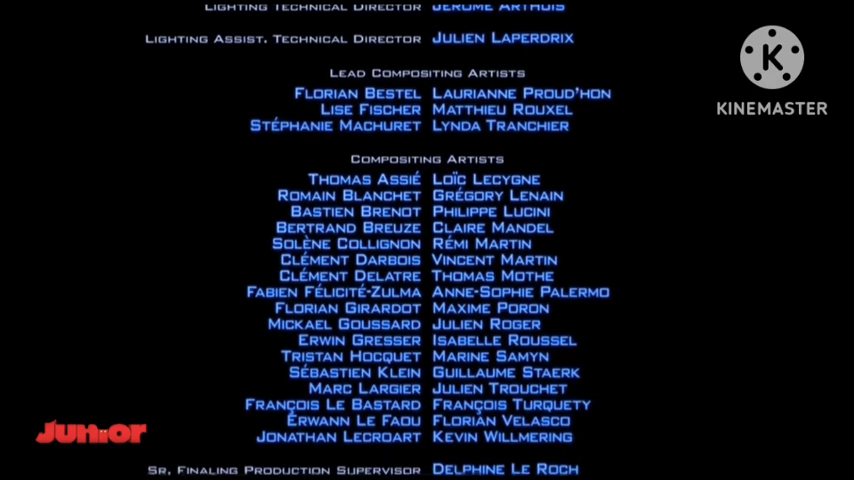 Lighting Technical Director Jérôme Arthuis
Lighting Assist. Technical Director Julien Laperdrix
Lead Compositing Artists
Florian Bestel Laurianne Proud'hon
Lise Fischer Matthieu Rouxel
Stéphanie Machuret Lynda Tranchier
Compositing Artists
Thomas Assié Loïc Lecygne
Romain Blanchet Grégory Lenain
Bastien Brenot Philippe Lucini
Bertrand Breuze Claire Mandel
Solène Collignon Rémi Martin
Clément Darbois Vincent Martin
Clément Delatre Thomas Mothe
Fabien Félicité-Zulma Anne-Sophie Palermo
Florian Girardot Maxime Poron
Mickael Goussard Julien Roger
Erwin Gresser Isabelle Roussel
Tristan Hocquet Marine Samyn
Sébastien Klein Guillaume Staerk
Marc Largier Julien Trouchet
François Le Bastard François Turquety
Erwann Le Faou Florian Velasco
Jonathan Lecroart Kevin Willmering
Sr. Finaling Production Supervisor Delphine Le Roch
K
KINEMASTER
Junior